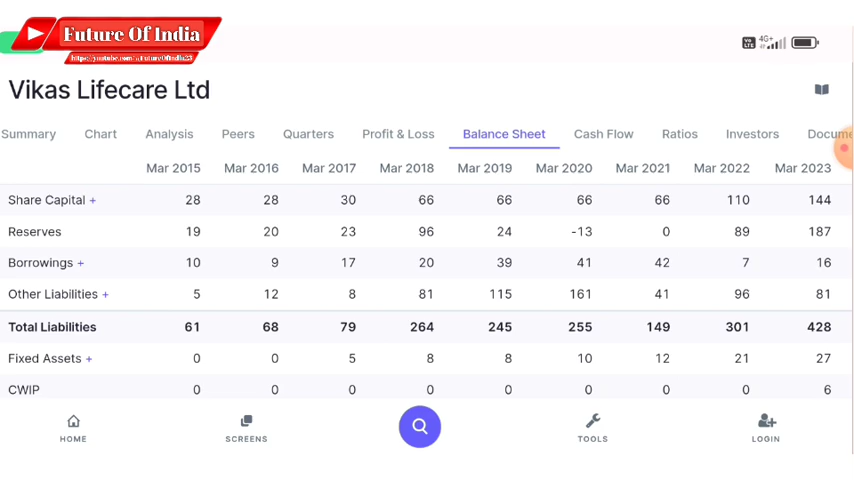 Future Of India
4G+
Vikas Lifecare Ltd
Summary Chart Analysis Peers Quarters Profit & Loss Balance Sheet Cash Flow Ratios Investors Docume
Mar 2015 Mar 2016 Mar 2017 Mar 2018 Mar 2019 Mar 2020 Mar 2021 Mar 2022 Mar 2023
Share Capital + 28 28 30 66 66 66 66 110 144
Reserves 19 20 23 96 24 -13 0 89 187
Borrowings + 10 9 17 20 39 41 42 7 16
Other Liabilities + 5 12 8 81 115 161 41 96 81
Total Liabilities 61 68 79 264 245 255 149 301 428
Fixed Assets + 0 0 5 8 8 10 12 21 27
CWIP 0 0 0 0 0 0 0 0 6
HOME SCREENS TOOLS LOGIN